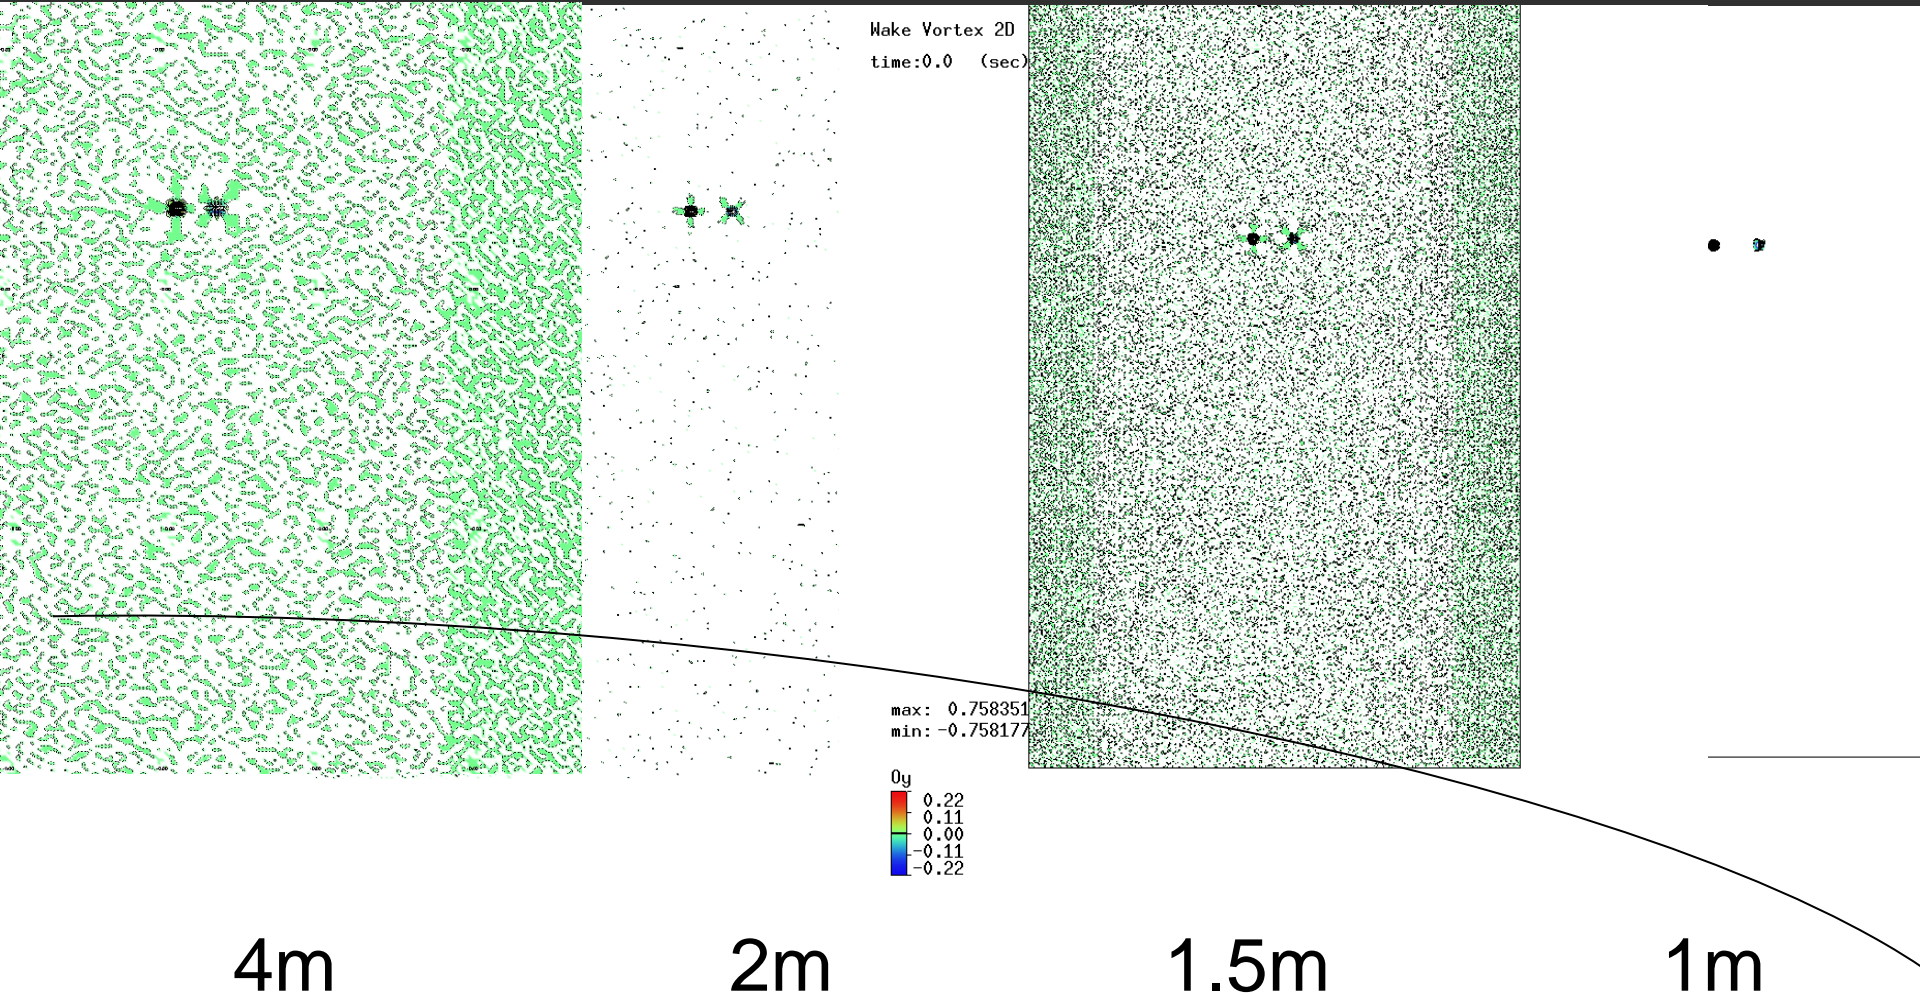 Wake Vortex 2D
time:0.0 (sec)
max: 0.758351
min: -0.758177
Oy
0.22
0.11
0.00
-0.11
-0.22
4m
2m
1.5m
1m